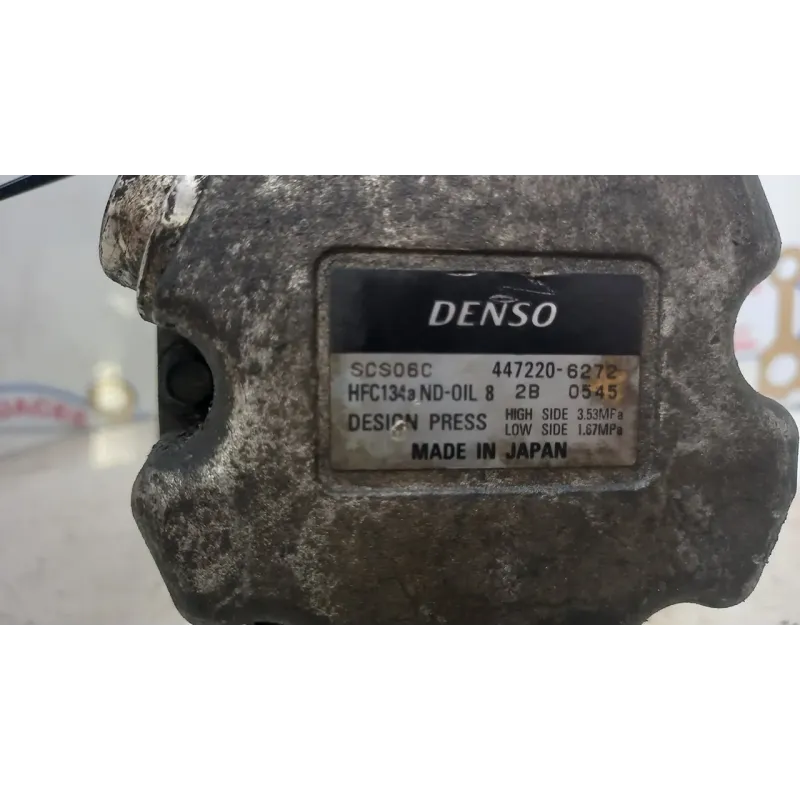 DENSO
SCS06C 447220-6272
HFC134a ND-OIL 8 2B 0545
DESIGN PRESS HIGH SIDE 3.53MPa
LOW SIDE 1.67MPa
MADE IN JAPAN